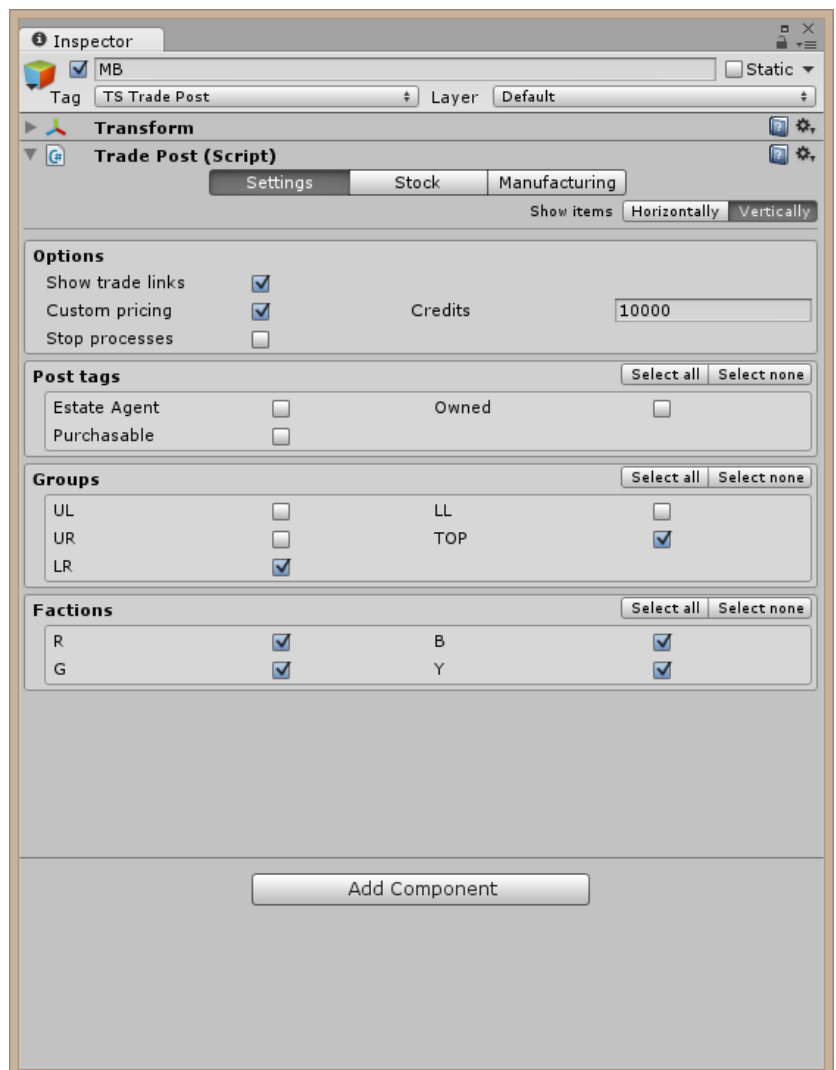 Inspector
MB Static
Tag TS Trade Post Layer Default
Transform
Trade Post (Script)
Settings Stock Manufacturing
Show items Horizontally Vertically
Options
Show trade links
Custom pricing Credits 10000
Stop processes
Post tags Select all Select none
Estate Agent Owned
Purchasable
Groups Select all Select none
UL LL
UR TOP
LR
Factions Select all Select none
R B
G Y
Add Component